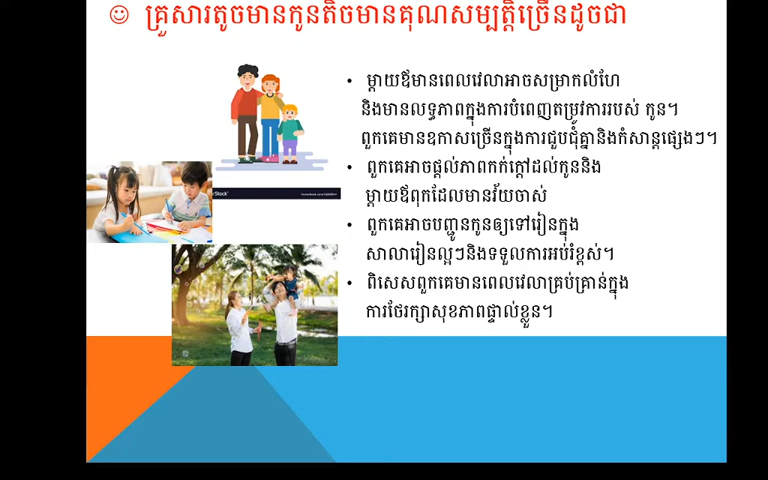 ☺ គ្រួសារតូចមានកូនតិចមានគុណសម្បត្តិច្រើនដូចជា
• ម្តាយឪមានពេលវេលាអាចសម្រាកលំហែ
និងមានលទ្ធភាពក្នុងការបំពេញតម្រូវការរបស់ កូន។
ពួកគេមានឱកាសច្រើនក្នុងការជួបជុំគ្នានិងកំសាន្តផ្សេងៗ។
• ពួកគេអាចផ្តល់ភាពកក់ក្តៅដល់កូននិង
ម្តាយឪពុកដែលមានវ័យចាស់
• ពួកគេអាចបញ្ជូនកូនឲ្យទៅរៀនក្នុង
សាលារៀនល្អៗនិងទទួលការអប់រំខ្ពស់។
• ពិសេសពួកគេមានពេលវេលាគ្រប់គ្រាន់ក្នុង
ការថែរក្សាសុខភាពផ្ទាល់ខ្លួន។